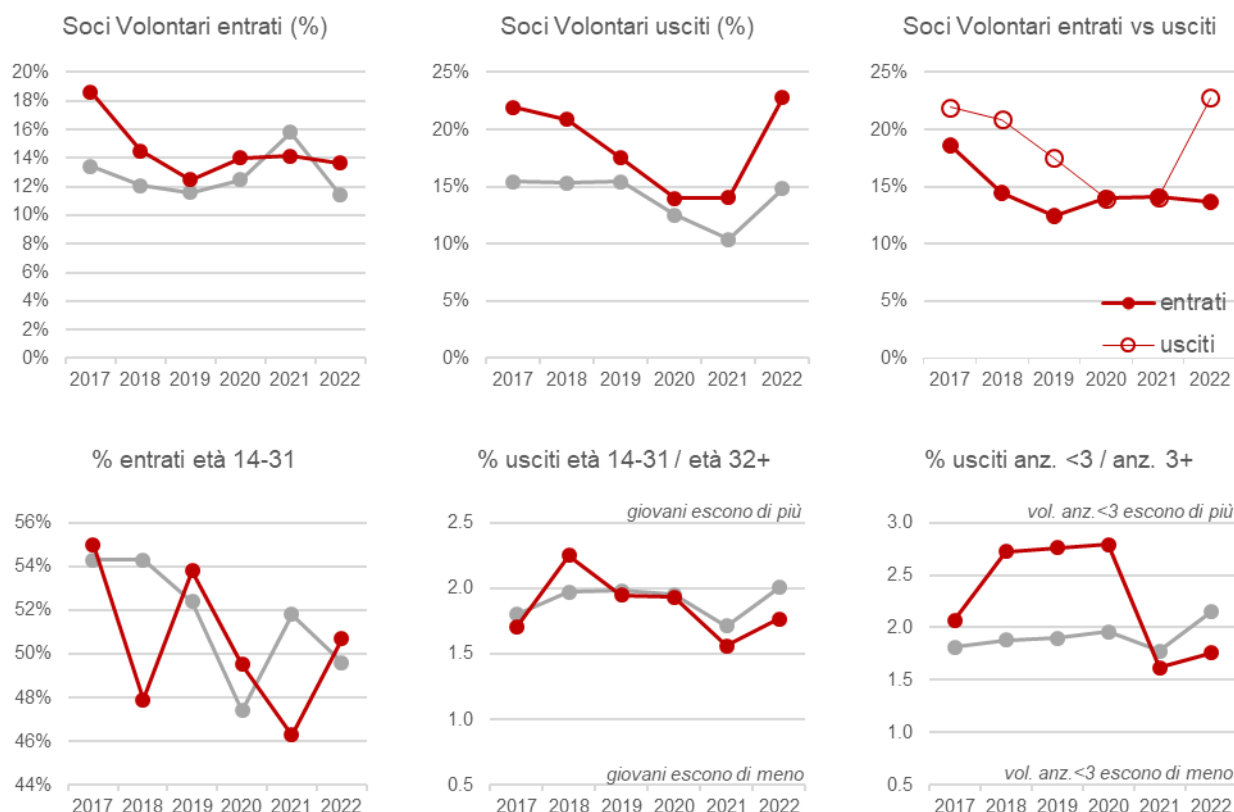 Soci Volontari entrati (%)
20%
18%
16%
14%
12%
10%
8%
6%
4%
2%
0%
2017 2018 2019 2020 2021 2022
Soci Volontari usciti (%)
25%
20%
15%
10%
5%
0%
2017 2018 2019 2020 2021 2022
Soci Volontari entrati vs usciti
25%
20%
15%
10%
5%
0%
entrati
usciti
2017 2018 2019 2020 2021 2022
% entrati età 14-31
56%
54%
52%
50%
48%
46%
44%
2017 2018 2019 2020 2021 2022
% usciti età 14-31 / età 32+
giovani escono di più
2.5
2.0
1.5
1.0
0.5
giovani escono di meno
2017 2018 2019 2020 2021 2022
% usciti anz. <3 / anz. 3+
vol. anz.<3 escono di più
3.0
2.5
2.0
1.5
1.0
0.5
vol. anz.<3 escono di meno
2017 2018 2019 2020 2021 2022